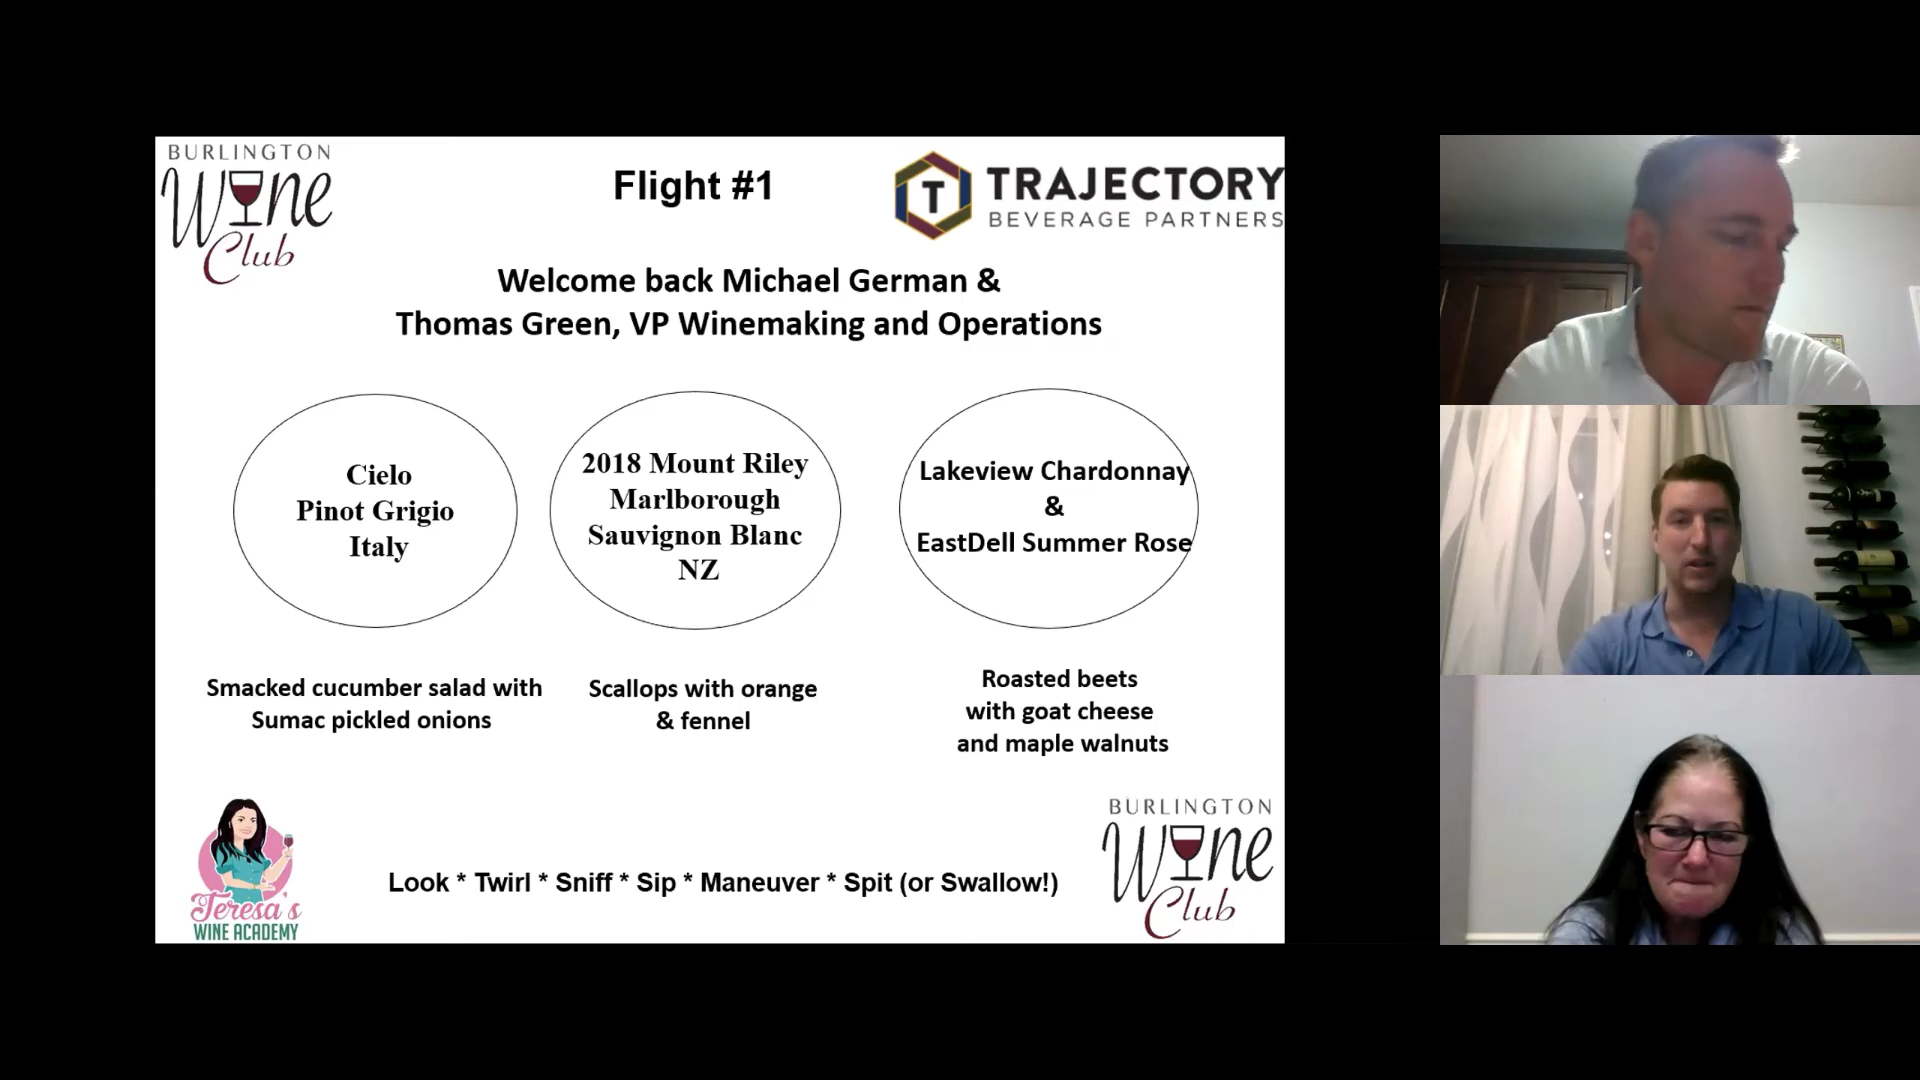 BURLINGTON
Wine
Club
Flight #1
T
TRAJECTORY
BEVERAGE PARTNERS
Welcome back Michael German &
Thomas Green, VP Winemaking and Operations
Cielo
Pinot Grigio
Italy
2018 Mount Riley
Marlborough
Sauvignon Blanc
NZ
Lakeview Chardonnay
&
EastDell Summer Rose
Smacked cucumber salad with
Sumac pickled onions
Scallops with orange
& fennel
Roasted beets
with goat cheese
and maple walnuts
Teresa's
WINE ACADEMY
Look * Twirl * Sniff * Sip * Maneuver * Spit (or Swallow!)
BURLINGTON
Wine
Club